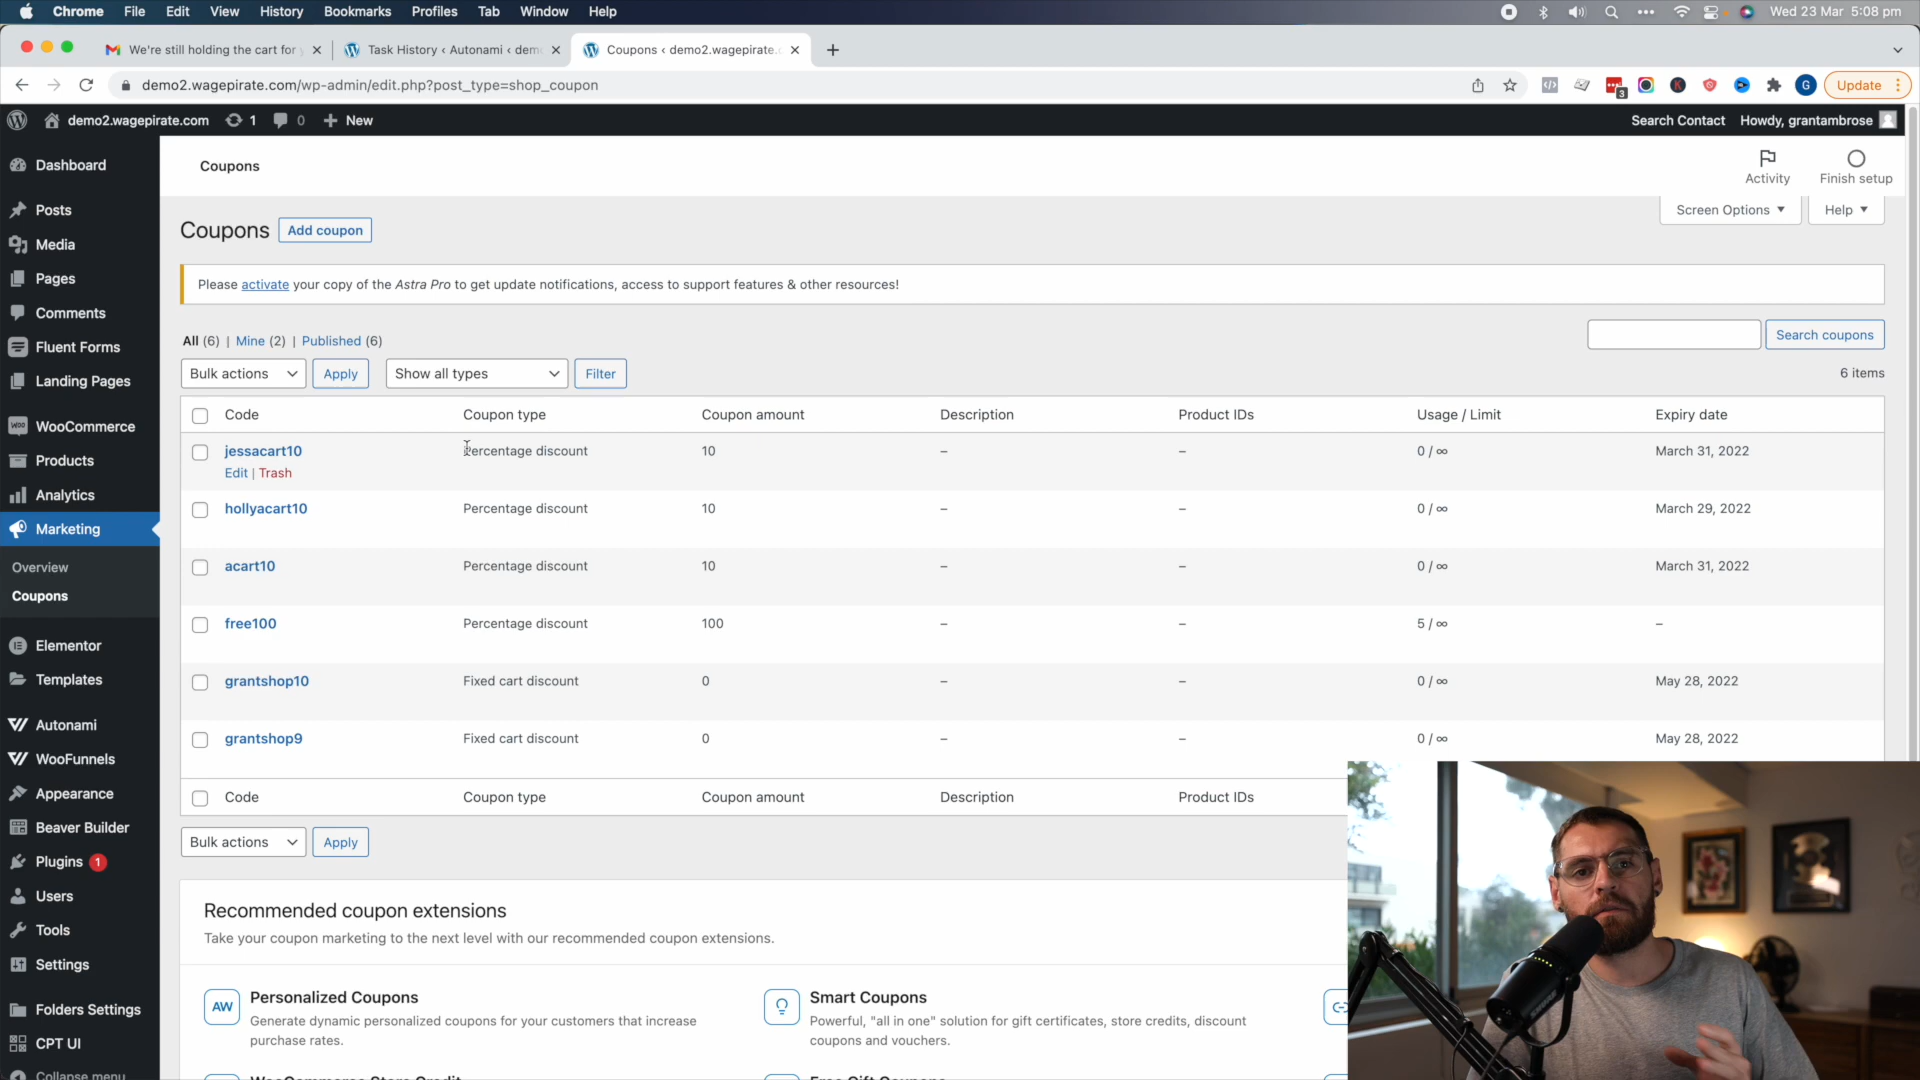 Chrome File Edit View History Bookmarks Profiles Tab Window Help
Wed 23 Mar 5:08 pm
We're still holding the cart for
Task History ‹ Autonami ‹ dem
Coupons ‹ demo2.wagepirate.
demo2.wagepirate.com/wp-admin/edit.php?post_type=shop_coupon
3
G
Update
demo2.wagepirate.com 1 0 New
Search Contact Howdy, grantambrose
Dashboard
Posts
Media
Pages
Comments
Fluent Forms
Landing Pages
WooCommerce
Products
Analytics
Marketing
Overview
Coupons
Elementor
Templates
Autonami
WooFunnels
Appearance
Beaver Builder
Plugins 1
Users
Tools
Settings
Folders Settings
CPT UI
Collapse menu
Coupons
Activity
Finish setup
Screen Options
Help
Coupons Add coupon
Please activate your copy of the Astra Pro to get update notifications, access to support features & other resources!
All (6) | Mine (2) | Published (6)
Search coupons
Bulk actions Apply Show all types Filter
6 items
Code Coupon type Coupon amount Description Product IDs Usage / Limit Expiry date
jessacart10 Percentage discount 10 – – 0 / ∞ March 31, 2022
Edit | Trash
hollyacart10 Percentage discount 10 – – 0 / ∞ March 29, 2022
acart10 Percentage discount 10 – – 0 / ∞ March 31, 2022
free100 Percentage discount 100 – – 5 / ∞ –
grantshop10 Fixed cart discount 0 – – 0 / ∞ May 28, 2022
grantshop9 Fixed cart discount 0 – – 0 / ∞ May 28, 2022
Code Coupon type Coupon amount Description Product IDs
Bulk actions Apply
Recommended coupon extensions
Take your coupon marketing to the next level with our recommended coupon extensions.
AW
Personalized Coupons
Generate dynamic personalized coupons for your customers that increase
purchase rates.
Smart Coupons
Powerful, "all in one" solution for gift certificates, store credits, discount
coupons and vouchers.
WooCommerce Store Credit
Free Gift Coupons